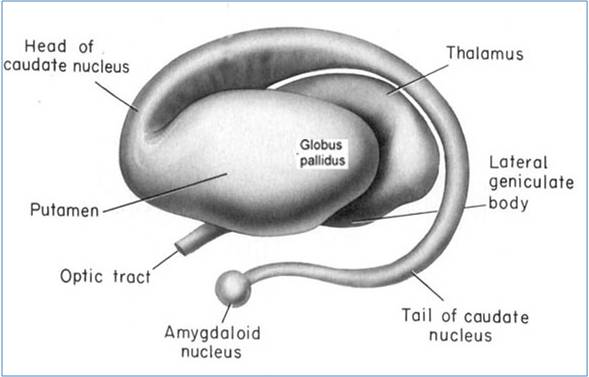 Head of
caudate nucleus
Thalamus
Globus
pallidus
Lateral
geniculate
body
Putamen
Optic tract
Amygdaloid
nucleus
Tail of caudate
nucleus